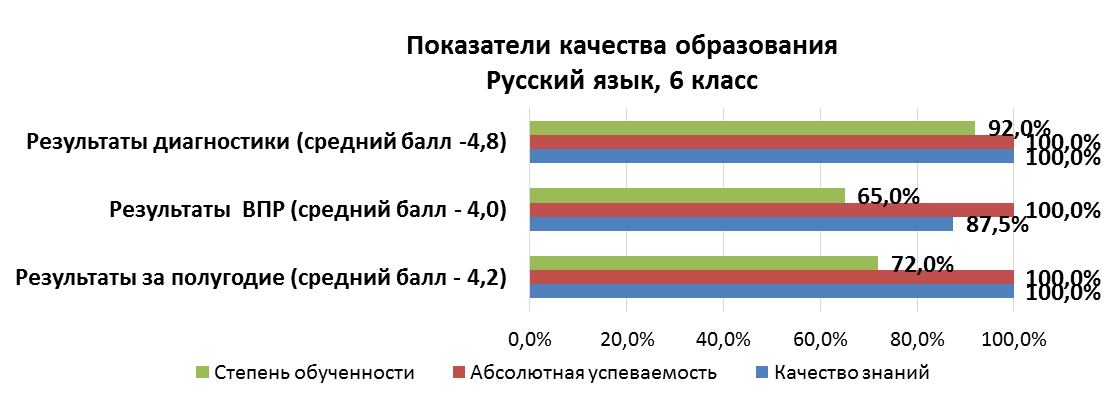 Показатели качества образования
Русский язык, 6 класс
Результаты диагностики (средний балл -4,8)
92,0%
100,0%
100,0%
Результаты  ВПР (средний балл - 4,0)
65,0%
100,0%
87,5%
Результаты за полугодие (средний балл - 4,2)
72,0%
100,0%
100,0%
0,0% 20,0% 40,0% 60,0% 80,0% 100,0%
Степень обученности Абсолютная успеваемость Качество знаний